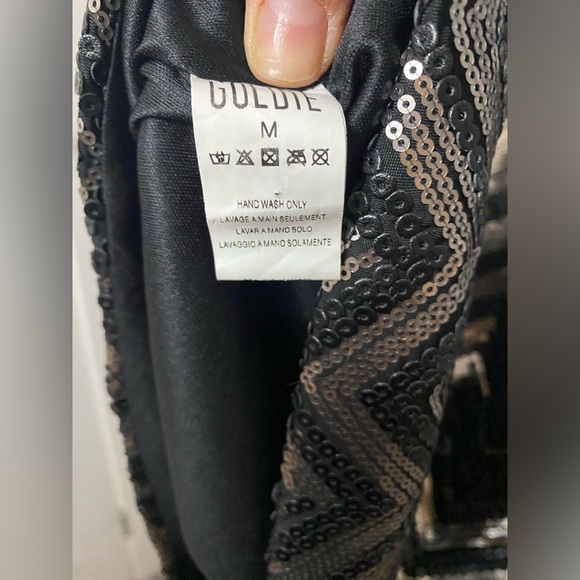 GOLDIE
M
HAND WASH ONLY
LAVAGE A MAIN SEULEMENT
LAVAR A MANO SOLO
LAVAGGIO A MANO SOLAMENTE